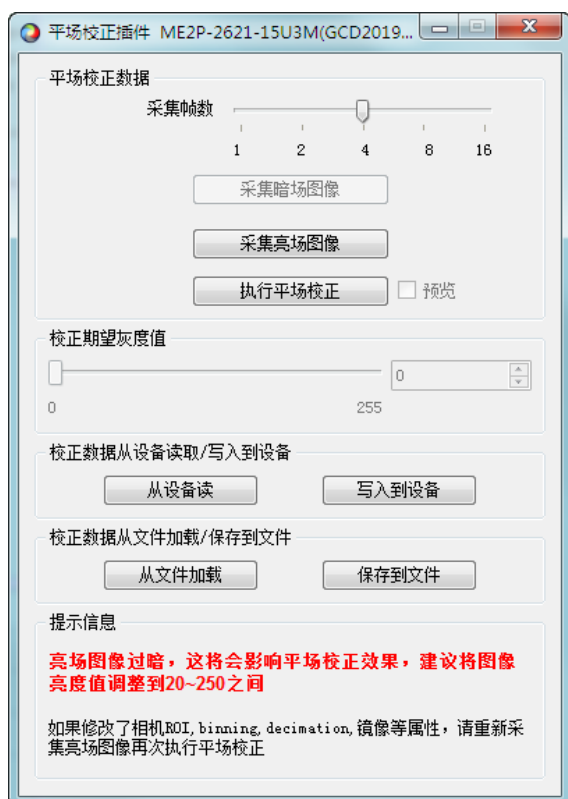 平场校正插件 ME2P-2621-15U3M(GCD2019...
平场校正数据
采集帧数
1 2 4 8 16
采集暗场图像
采集亮场图像
执行平场校正 预览
校正期望灰度值
0
0 255
校正数据从设备读取/写入到设备
从设备读 写入到设备
校正数据从文件加载/保存到文件
从文件加载 保存到文件
提示信息
亮场图像过暗，这将会影响平场校正效果，建议将图像
亮度值调整到20~250之间
如果修改了相机ROI,binning,decimation,镜像等属性，请重新采
集亮场图像再次执行平场校正